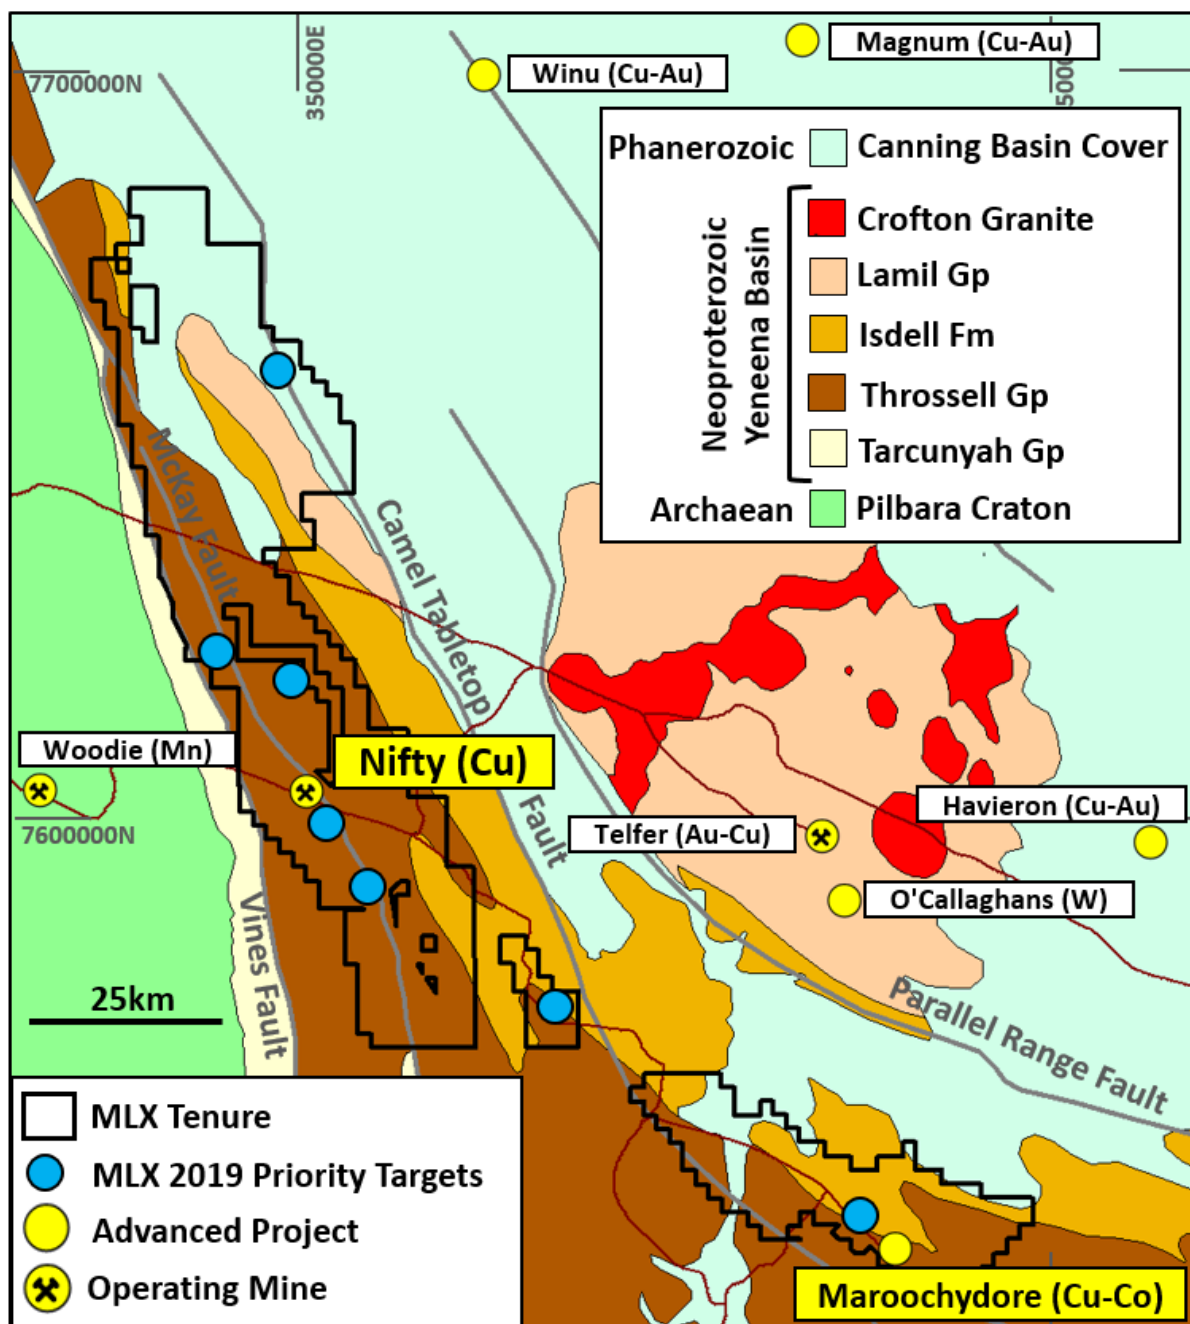 Magnum (Cu-Au)
Winu (Cu-Au)
7700000N
350000E
Phanerozoic
Canning Basin Cover
Neoproterozoic
Yeneena Basin
Crofton Granite
Lamil Gp
Isdell Fm
Throssell Gp
Tarcunyah Gp
Archaean
Pilbara Craton
McKay Fault
Camel Tabletop
Fault
Woodie (Mn)
Nifty (Cu)
7600000N
Telfer (Au-Cu)
Havieron (Cu-Au)
O'Callaghans (W)
Vines Fault
25km
Parallel Range Fault
MLX Tenure
MLX 2019 Priority Targets
Advanced Project
Operating Mine
Maroochydore (Cu-Co)